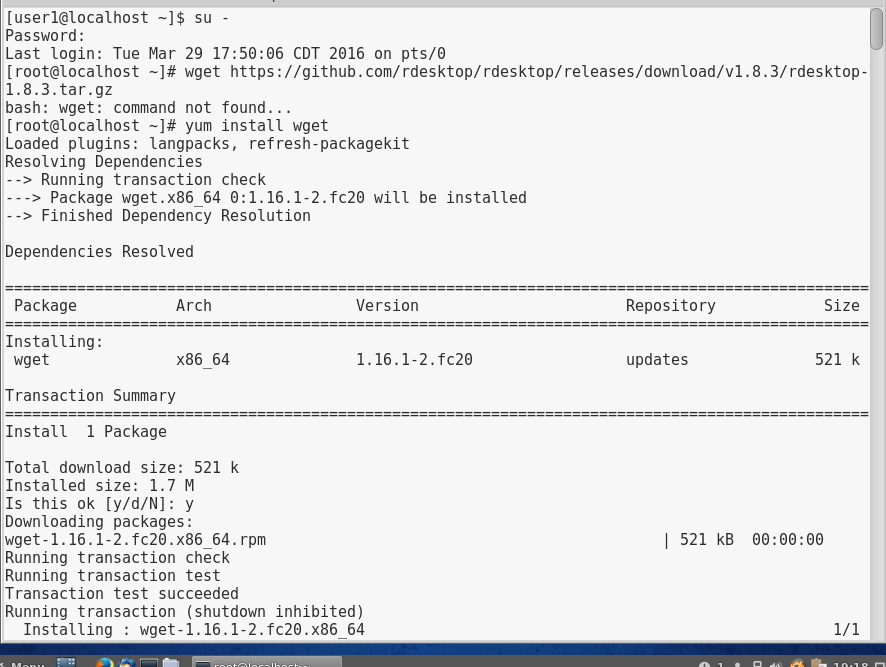 [user1@localhost ~]$ su -
Password:
Last login: Tue Mar 29 17:50:06 CDT 2016 on pts/0
[root@localhost ~]# wget https://github.com/rdesktop/rdesktop/releases/download/v1.8.3/rdesktop-
1.8.3.tar.gz
bash: wget: command not found...
[root@localhost ~]# yum install wget
Loaded plugins: langpacks, refresh-packagekit
Resolving Dependencies
--> Running transaction check
---> Package wget.x86_64 0:1.16.1-2.fc20 will be installed
--> Finished Dependency Resolution
Dependencies Resolved
================================================================================================
Package Arch Version Repository Size
================================================================================================
Installing:
wget x86_64 1.16.1-2.fc20 updates 521 k
Transaction Summary
================================================================================================
Install 1 Package
Total download size: 521 k
Installed size: 1.7 M
Is this ok [y/d/N]: y
Downloading packages:
wget-1.16.1-2.fc20.x86_64.rpm | 521 kB 00:00:00
Running transaction check
Running transaction test
Transaction test succeeded
Running transaction (shutdown inhibited)
Installing : wget-1.16.1-2.fc20.x86_64 1/1
Menu root@localhost:~ 1 19:18